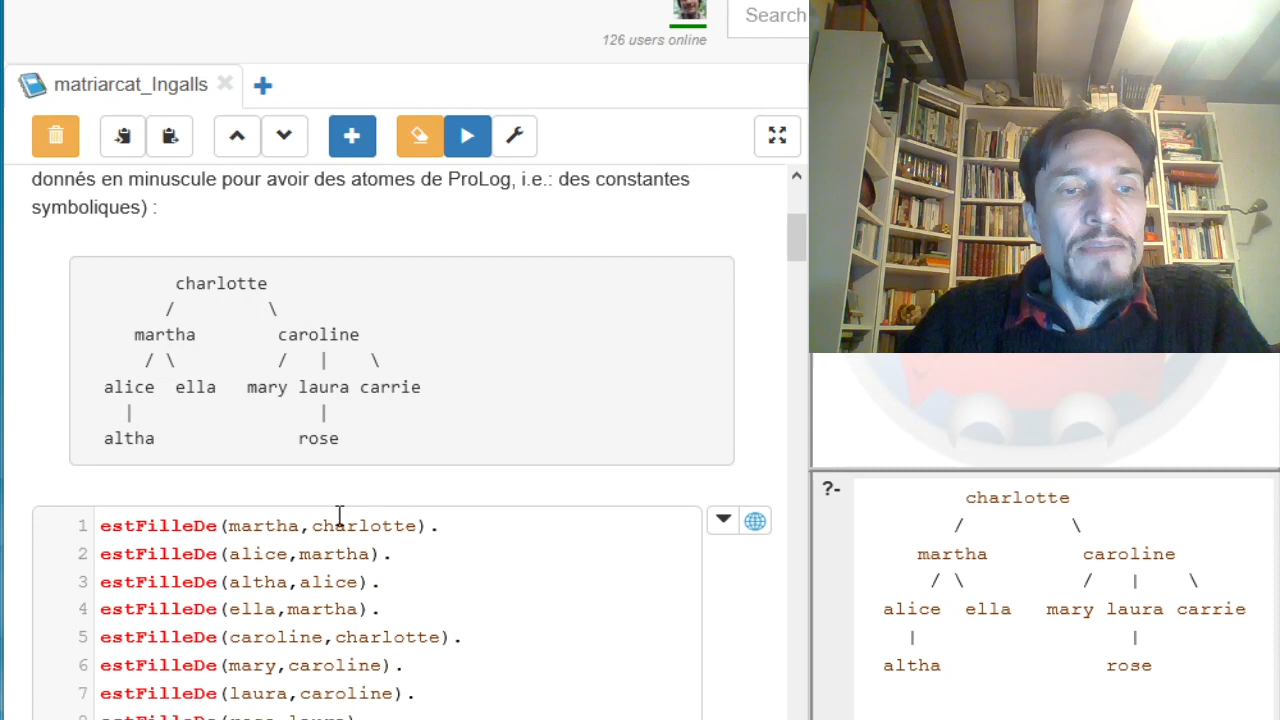 Search
126 users online
matriarcat_Ingalls
donnés en minuscule pour avoir des atomes de ProLog, i.e.: des constantes
symboliques) :
charlotte
/ \
martha caroline
/ \ / | \
alice ella mary laura carrie
| |
altha rose
1 estFilleDe(martha,charlotte).
2 estFilleDe(alice,martha).
3 estFilleDe(altha,alice).
4 estFilleDe(ella,martha).
5 estFilleDe(caroline,charlotte).
6 estFilleDe(mary,caroline).
7 estFilleDe(laura,caroline).
?-
charlotte
/ \
martha caroline
/ \ / | \
alice ella mary laura carrie
| |
altha rose